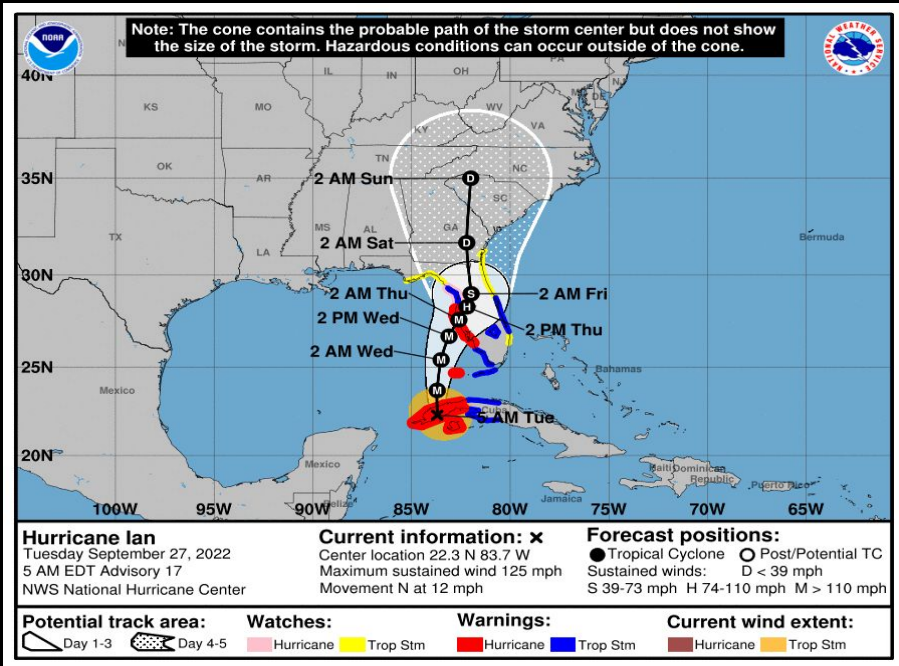 Note: The cone contains the probable path of the storm center but does not show
the size of the storm. Hazardous conditions can occur outside of the cone.
NOAA
NATIONAL WEATHER SERVICE
40N
35N
30N
25N
20N
100W
95W
90W
85W
80W
75W
70W
65W
IL
IN
OH
PA
NJ
MD
DE
KS
MO
KY
WV
VA
OK
AR
TN
NC
SC
TX
LA
MS
AL
GA
2 AM Sun
D
2 AM Sat
D
2 AM Fri
S
2 PM Thu
H
2 AM Thu
M
2 PM Wed
M
2 AM Wed
M
M
5 AM Tue
Bermuda
Bahamas
Mexico
Mexico
Cuba
Belize
Jamaica
Haiti
Dominican
Republic
Puerto Rico
Hurricane Ian
Tuesday September 27, 2022
5 AM EDT Advisory 17
NWS National Hurricane Center
Current information: ×
Center location 22.3 N 83.7 W
Maximum sustained wind 125 mph
Movement N at 12 mph
Forecast positions:
● Tropical Cyclone ○ Post/Potential TC
Sustained winds: D < 39 mph
S 39-73 mph H 74-110 mph M > 110 mph
Potential track area:
Day 1-3 Day 4-5
Watches:
Hurricane Trop Stm
Warnings:
Hurricane Trop Stm
Current wind extent:
Hurricane Trop Stm